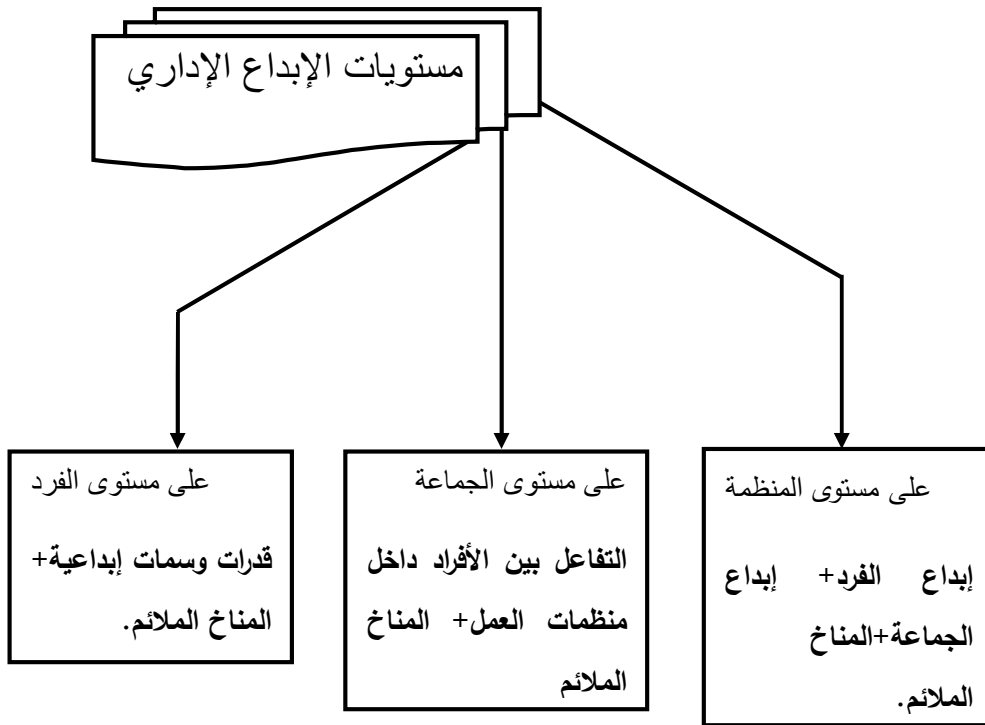 مستويات الإبداع الإداري
على مستوى المنظمة
إبداع الفرد+ إبداع
الجماعة+المناخ
الملائم.
على مستوى الجماعة
التفاعل بين الأفراد داخل
منظمات العمل+ المناخ
الملائم
على مستوى الفرد
قدرات وسمات إبداعية+
المناخ الملائم.